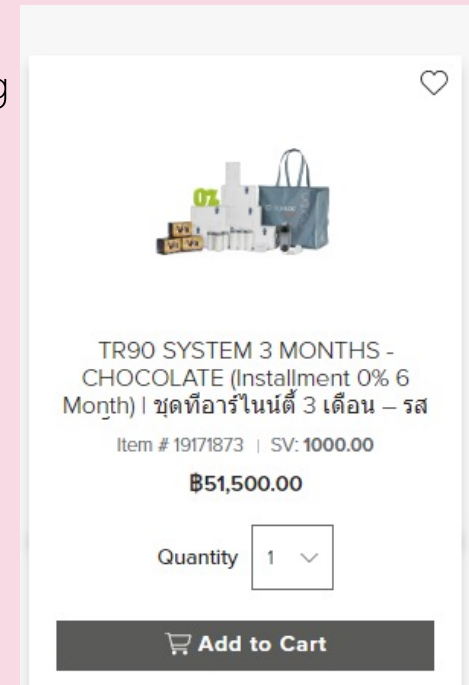 g
0%
TR90 SYSTEM 3 MONTHS -
CHOCOLATE (Installment 0% 6
Month) | ชุดทีอาร์ไนน์ตี้ 3 เดือน – รส
Item # 19171873 | SV: 1000.00
฿51,500.00
Quantity 1
Add to Cart